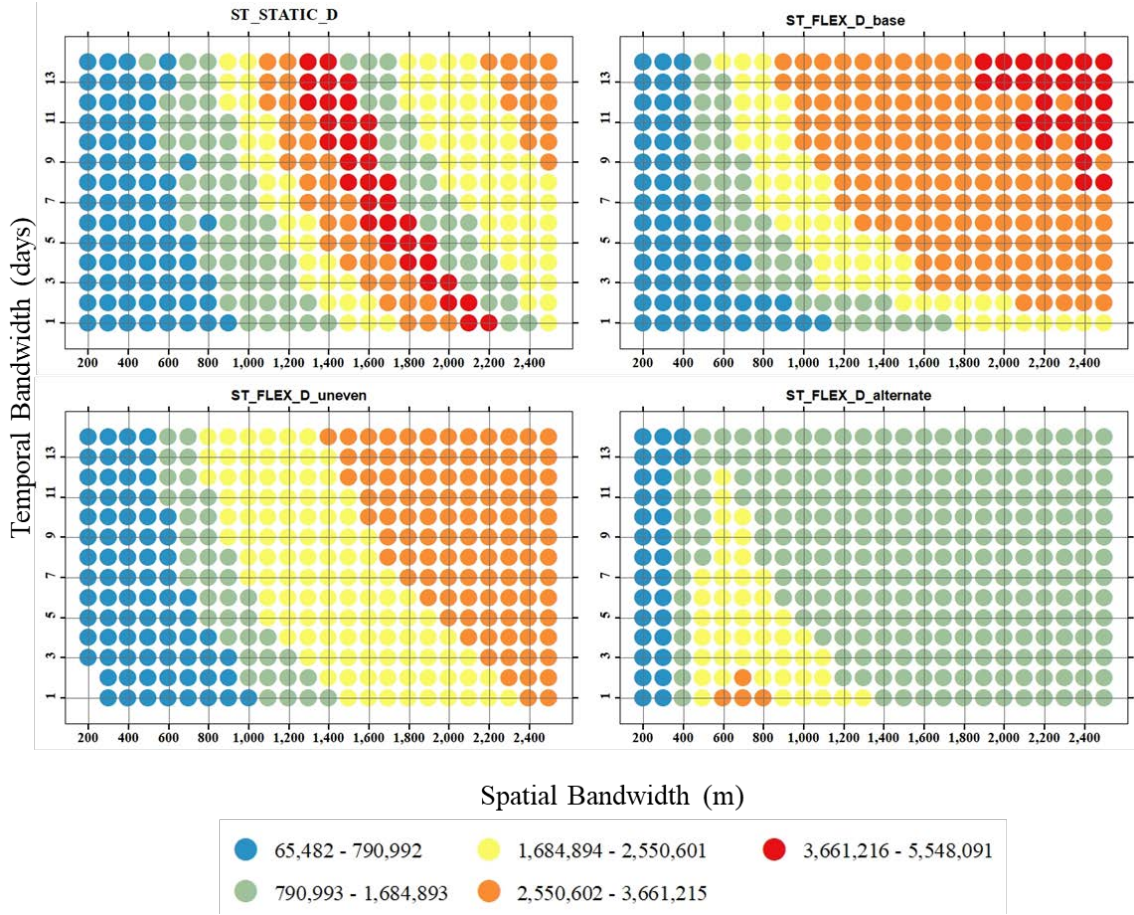 ST_STATIC_D
ST_FLEX_D_base
13
11
9
7
5
3
1
200 400 600 800 1,000 1,200 1,400 1,600 1,800 2,000 2,200 2,400
13
11
9
7
5
3
1
200 400 600 800 1,000 1,200 1,400 1,600 1,800 2,000 2,200 2,400
Temporal Bandwidth (days)
ST_FLEX_D_uneven
ST_FLEX_D_alternate
13
11
9
7
5
3
1
200 400 600 800 1,000 1,200 1,400 1,600 1,800 2,000 2,200 2,400
13
11
9
7
5
3
1
200 400 600 800 1,000 1,200 1,400 1,600 1,800 2,000 2,200 2,400
Spatial Bandwidth (m)
65,482 - 790,992
1,684,894 - 2,550,601
3,661,216 - 5,548,091
790,993 - 1,684,893
2,550,602 - 3,661,215